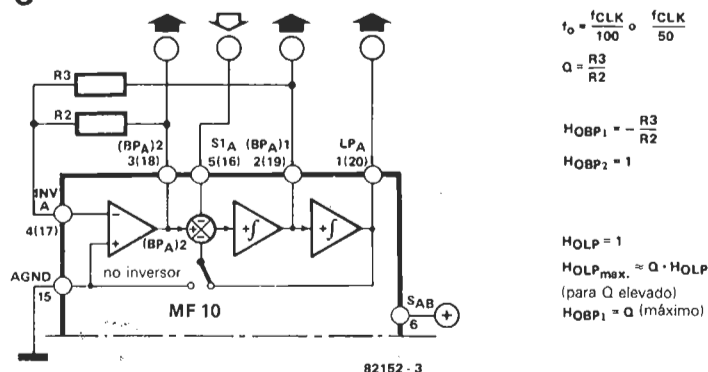 R3
R2
(BPA)2
3(18)
S1A
5(16)
(BPA)1
2(19)
LPA
1(20)
INV
A
4(17)
−
+
(BPA)2
+∫
+∫
AGND
15
no inversor
MF 10
SAB
6
+
82152 - 3
fo = fCLK/100 o fCLK/50
Q = R3/R2
HOBP1 = − R3/R2
HOBP2 = 1
HOLP = 1
HOLPmax. ≈ Q · HOLP
(para Q elevado)
HOBP1 = Q (máximo)